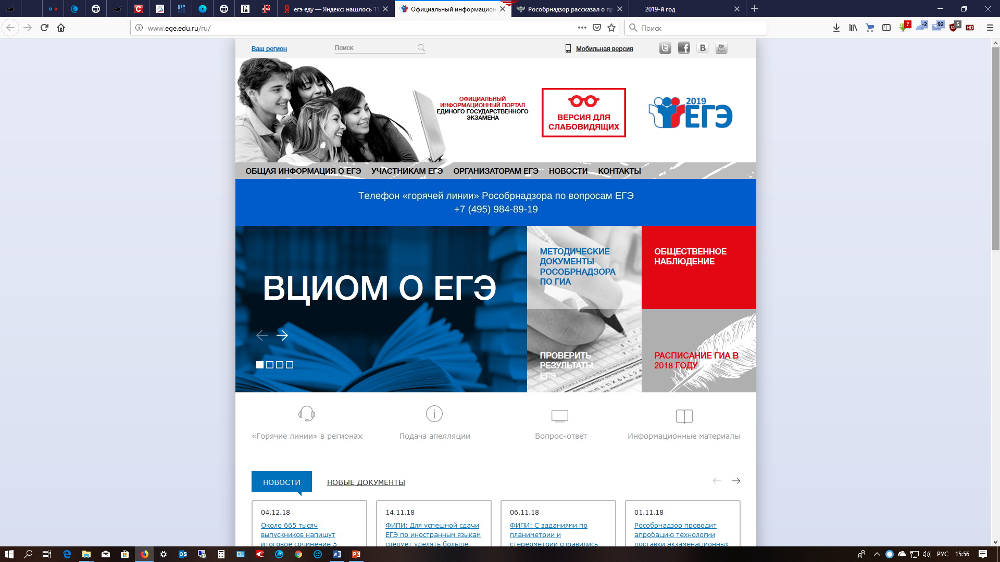 егэ еду — Яндекс: нашлось 11
Официальный информацион
Рособрнадзор рассказал о пр
2019-й год
www.ege.edu.ru/ru/
Поиск
?
-2
92
5
HD
Ваш регион
Поиск
Мобильная версия
B
You Tube
ОФИЦИАЛЬНЫЙ
ИНФОРМАЦИОННЫЙ ПОРТАЛ
ЕДИНОГО ГОСУДАРСТВЕННОГО
ЭКЗАМЕНА
ВЕРСИЯ ДЛЯ
СЛАБОВИДЯЩИХ
2019
ЕГЭ
ОБЩАЯ ИНФОРМАЦИЯ О ЕГЭ УЧАСТНИКАМ ЕГЭ ОРГАНИЗАТОРАМ ЕГЭ НОВОСТИ КОНТАКТЫ
Телефон «горячей линии» Рособрнадзора по вопросам ЕГЭ
+7 (495) 984-89-19
ВЦИОМ О ЕГЭ
МЕТОДИЧЕСКИЕ
ДОКУМЕНТЫ
РОСОБРНАДЗОРА
ПО ГИА
ОБЩЕСТВЕННОЕ
НАБЛЮДЕНИЕ
ПРОВЕРИТЬ
РЕЗУЛЬТАТЫ
ЕГЭ
РАСПИСАНИЕ ГИА В
2018 ГОДУ
«Горячие линии» в регионах
Подача апелляции
Вопрос-ответ
Информационные материалы
НОВОСТИ
НОВЫЕ ДОКУМЕНТЫ
04.12.18
Около 665 тысяч
выпускников напишут
итоговое сочинение 5
14.11.18
ФИПИ: Для успешной сдачи
ЕГЭ по иностранным языкам
следует уделять больше
06.11.18
ФИПИ: С заданиями по
планиметрии и
стереометрии справились
01.11.18
Рособрнадзор проводит
апробацию технологии
доставки экзаменационных
РУС
15:56